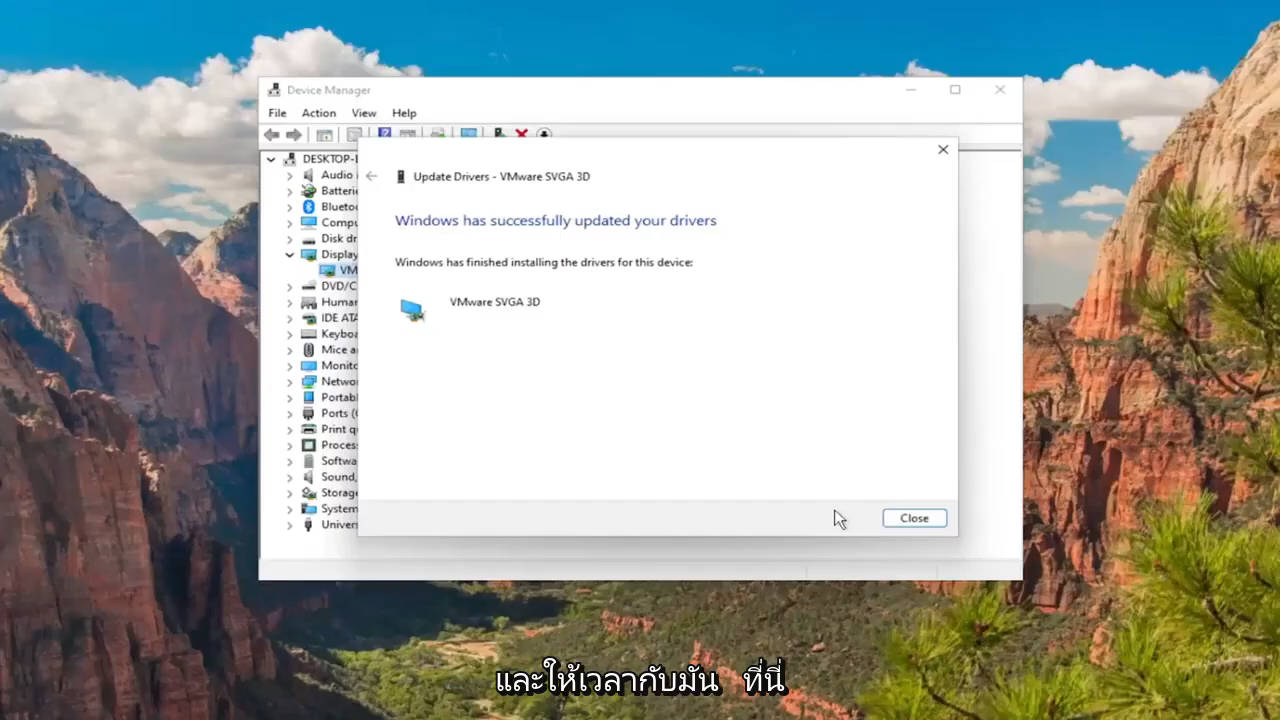 Device Manager
File Action View Help
DESKTOP-
Audio i
Batterie
Bluetoo
Compu
Disk dr
Display
VM
DVD/C
Human
IDE ATA
Keyboa
Mice a
Monito
Netwo
Portabl
Ports (C
Print q
Process
Softwa
Sound,
Storage
System
Univers
Update Drivers - VMware SVGA 3D
Windows has successfully updated your drivers
Windows has finished installing the drivers for this device:
VMware SVGA 3D
Close
และให้เวลากับมัน ที่นี่